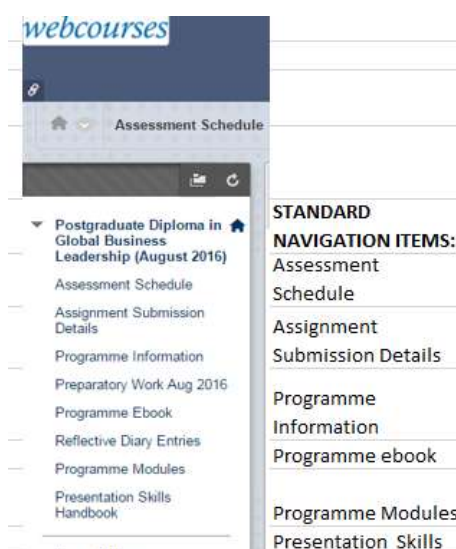 webcourses
Assessment Schedule
Postgraduate Diploma in
Global Business
Leadership (August 2016)
Assessment Schedule
Assignment Submission
Details
Programme Information
Preparatory Work Aug 2016
Programme Ebook
Reflective Diary Entries
Programme Modules
Presentation Skills
Handbook
STANDARD
NAVIGATION ITEMS:
Assessment
Schedule
Assignment
Submission Details
Programme
Information
Programme ebook
Programme Modules
Presentation Skills